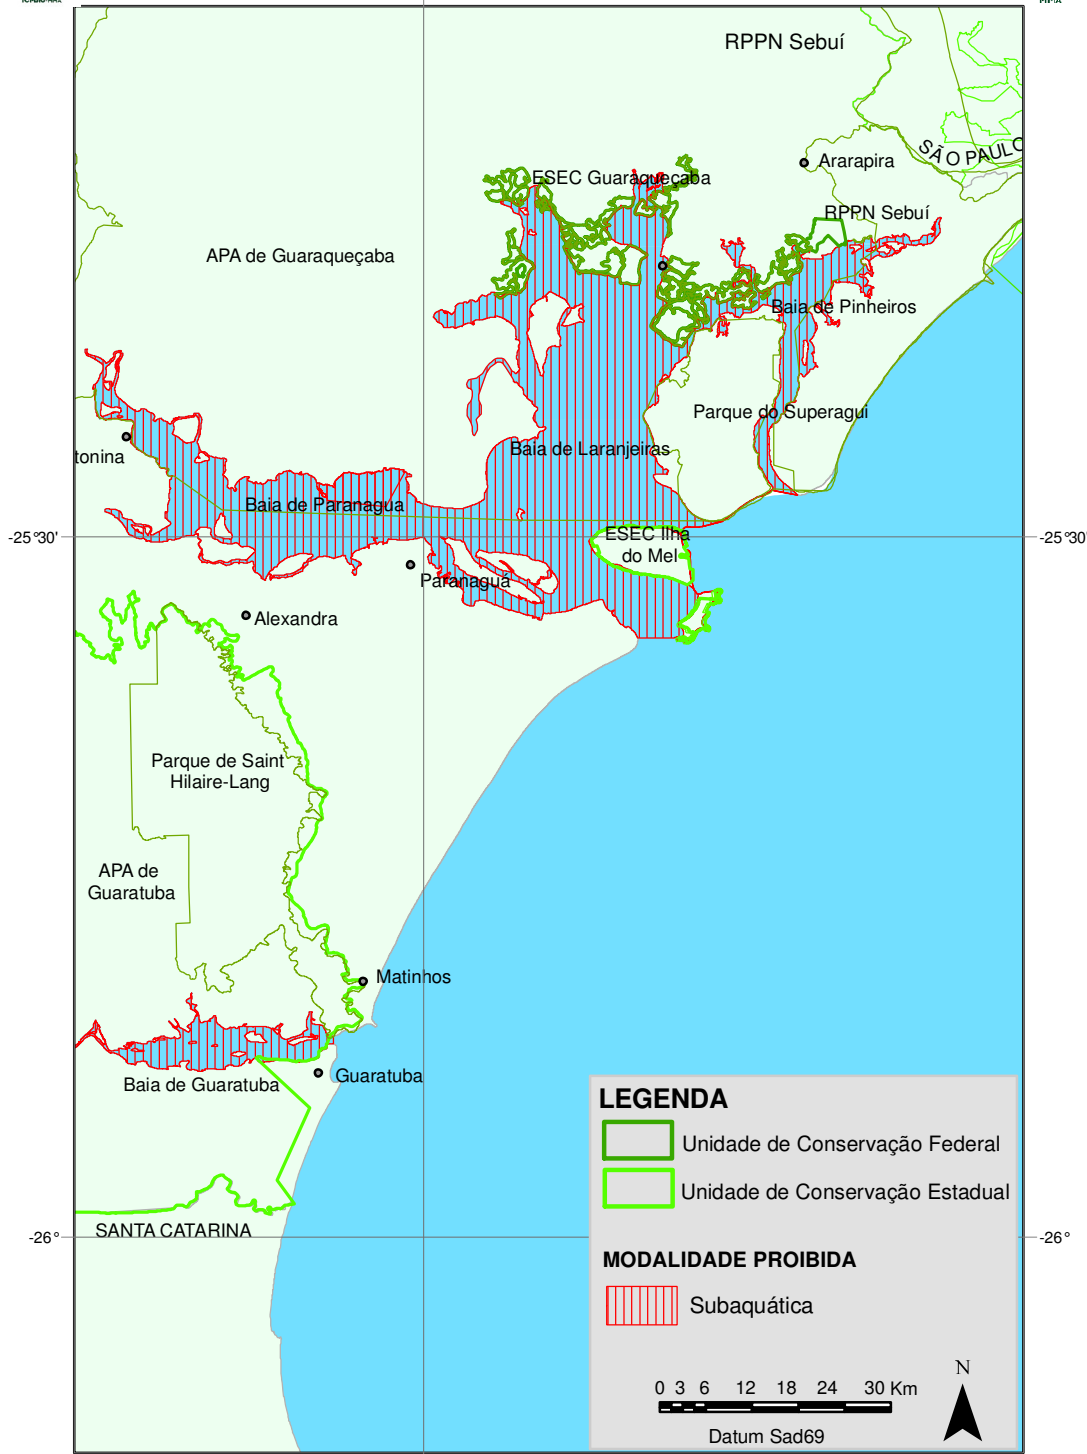 RPPN Sebuí
SÃO PAULO
Ararapira
ESEC Guaraqueçaba
RPPN Sebuí
APA de Guaraqueçaba
Baia de Pinheiros
Parque do Superagui
tonina
Baia de Laranjeiras
Baia de Paranagua
-25°30'
-25°30'
ESEC Ilha
do Mel
Paranaguá
Alexandra
Parque de Saint
Hilaire-Lang
APA de
Guaratuba
Matinhos
Baia de Guaratuba
Guaratuba
SANTA CATARINA
-26°
-26°
LEGENDA
Unidade de Conservação Federal
Unidade de Conservação Estadual
MODALIDADE PROIBIDA
Subaquática
N
0 3 6 12 18 24 30 Km
Datum Sad69